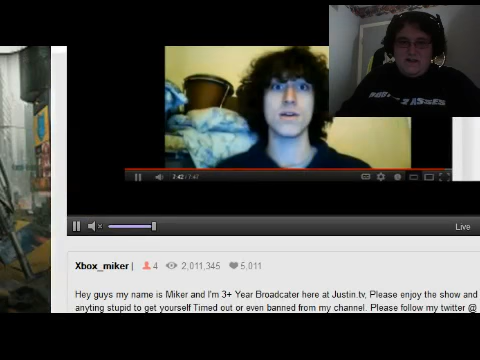 2:42 / 7:47
Live
Xbox_miker | 4 2,011,345 5,011
Hey guys my name is Miker and I'm 3+ Year Broadcater here at Justin.tv, Please enjoy the show and
anyting stupid to get yourself Timed out or even banned from my channel. Please follow my twitter @